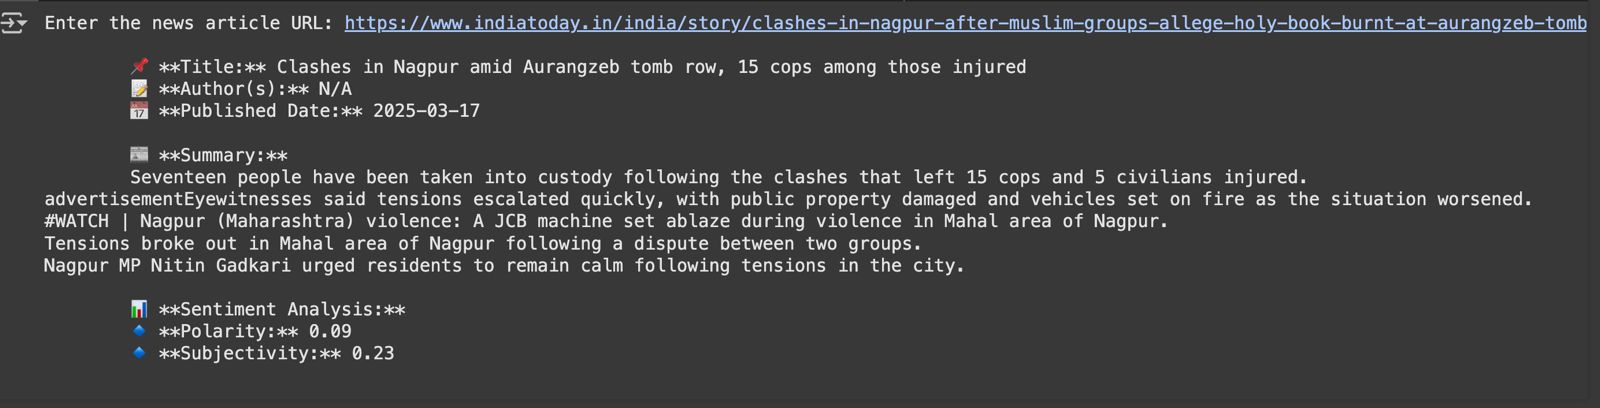 Enter the news article URL: https://www.indiatoday.in/india/story/clashes-in-nagpur-after-muslim-groups-allege-holy-book-burnt-at-aurangzeb-tomb
📌 **Title:** Clashes in Nagpur amid Aurangzeb tomb row, 15 cops among those injured
📝 **Author(s):** N/A
📅 **Published Date:** 2025-03-17
📰 **Summary:**
Seventeen people have been taken into custody following the clashes that left 15 cops and 5 civilians injured.
advertisementEyewitnesses said tensions escalated quickly, with public property damaged and vehicles set on fire as the situation worsened.
#WATCH | Nagpur (Maharashtra) violence: A JCB machine set ablaze during violence in Mahal area of Nagpur.
Tensions broke out in Mahal area of Nagpur following a dispute between two groups.
Nagpur MP Nitin Gadkari urged residents to remain calm following tensions in the city.
📊 **Sentiment Analysis:**
🔹 **Polarity:** 0.09
🔹 **Subjectivity:** 0.23